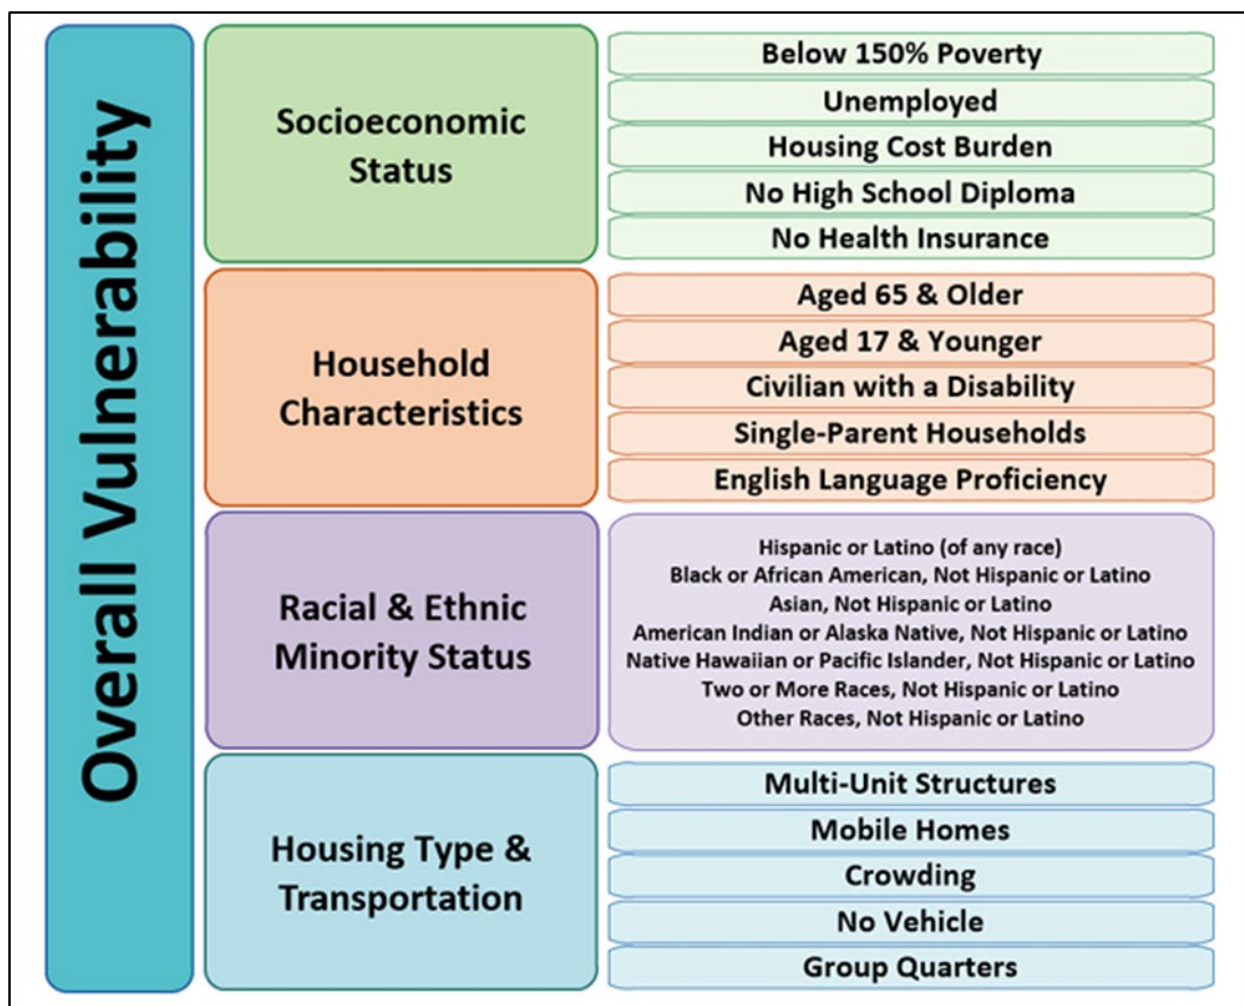 Overall Vulnerability
Socioeconomic
Status
Below 150% Poverty
Unemployed
Housing Cost Burden
No High School Diploma
No Health Insurance
Household
Characteristics
Aged 65 & Older
Aged 17 & Younger
Civilian with a Disability
Single-Parent Households
English Language Proficiency
Racial & Ethnic
Minority Status
Hispanic or Latino (of any race)
Black or African American, Not Hispanic or Latino
Asian, Not Hispanic or Latino
American Indian or Alaska Native, Not Hispanic or Latino
Native Hawaiian or Pacific Islander, Not Hispanic or Latino
Two or More Races, Not Hispanic or Latino
Other Races, Not Hispanic or Latino
Housing Type &
Transportation
Multi-Unit Structures
Mobile Homes
Crowding
No Vehicle
Group Quarters